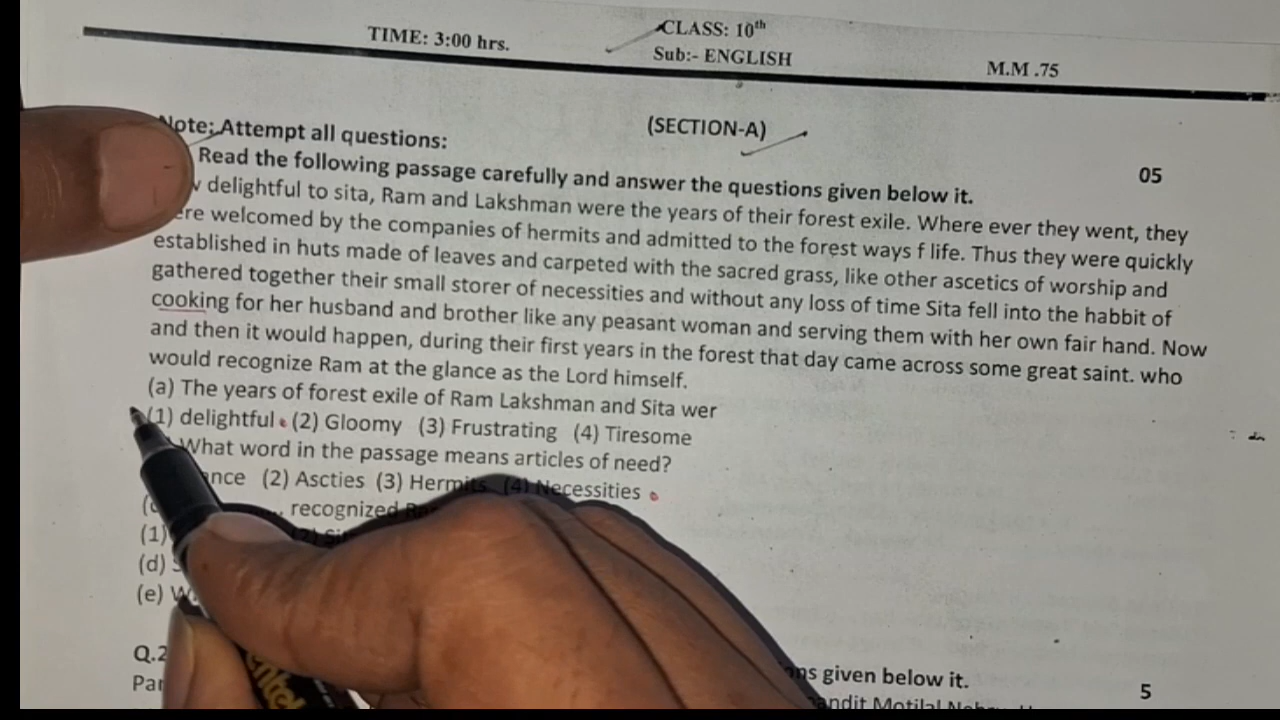 CLASS: 10th
TIME: 3:00 hrs.
Sub:- ENGLISH
M.M .75
Note: Attempt all questions:
(SECTION-A)
Read the following passage carefully and answer the questions given below it.
05
delightful to sita, Ram and Lakshman were the years of their forest exile. Where ever they went, they
welcomed by the companies of hermits and admitted to the forest ways f life. Thus they were quickly
established in huts made of leaves and carpeted with the sacred grass, like other ascetics of worship and
gathered together their small storer of necessities and without any loss of time Sita fell into the habbit of
cooking for her husband and brother like any peasant woman and serving them with her own fair hand. Now
and then it would happen, during their first years in the forest that day came across some great saint. who
would recognize Ram at the glance as the Lord himself.
(a) The years of forest exile of Ram Lakshman and Sita wer
(1) delightful (2) Gloomy (3) Frustrating (4) Tiresome
What word in the passage means articles of need?
(2) Ascties (3) Hermits (4) Necessities
recognized
(1)
(d)
(e)
Q.2
given below it.
5
Motilal